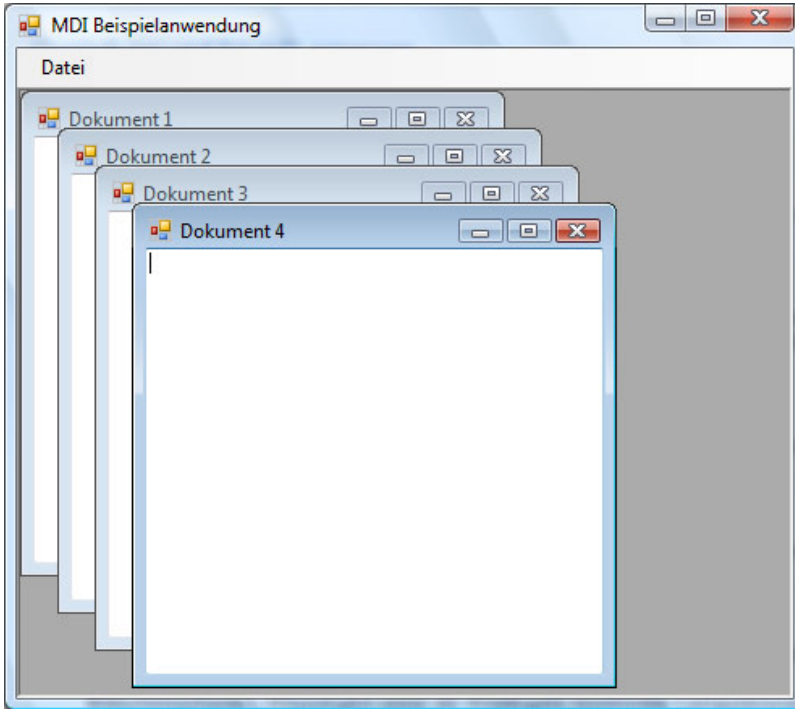 MDI Beispielanwendung
Datei
Dokument 1
Dokument 2
Dokument 3
Dokument 4